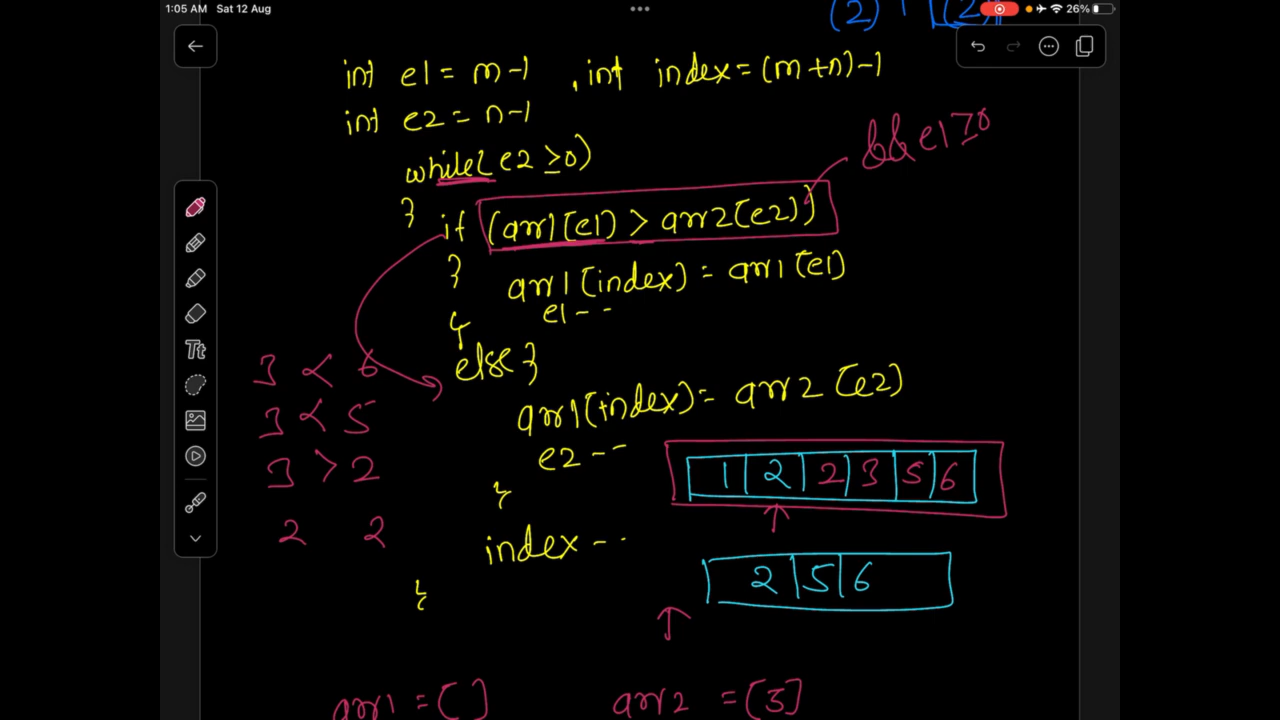 1:05 AM Sat 12 Aug
26%
(2) (2)
int e1 = m-1 , int index = (m+n)-1
int e2 = n-1
while( e2 ≥0)
&& e1≥0
}
if (arr1[e1) > arr2[e2))
}
arr1[index) = arr1[e1)
e1--
{
else }
arr1[index) = arr2[e2)
e2--
{
index--
{
3 < 6
3 < 5
3 > 2
2 2
1 2 2 3 5 6
2 5 6
Tt
arr1 = [ ] arr2 = [3]